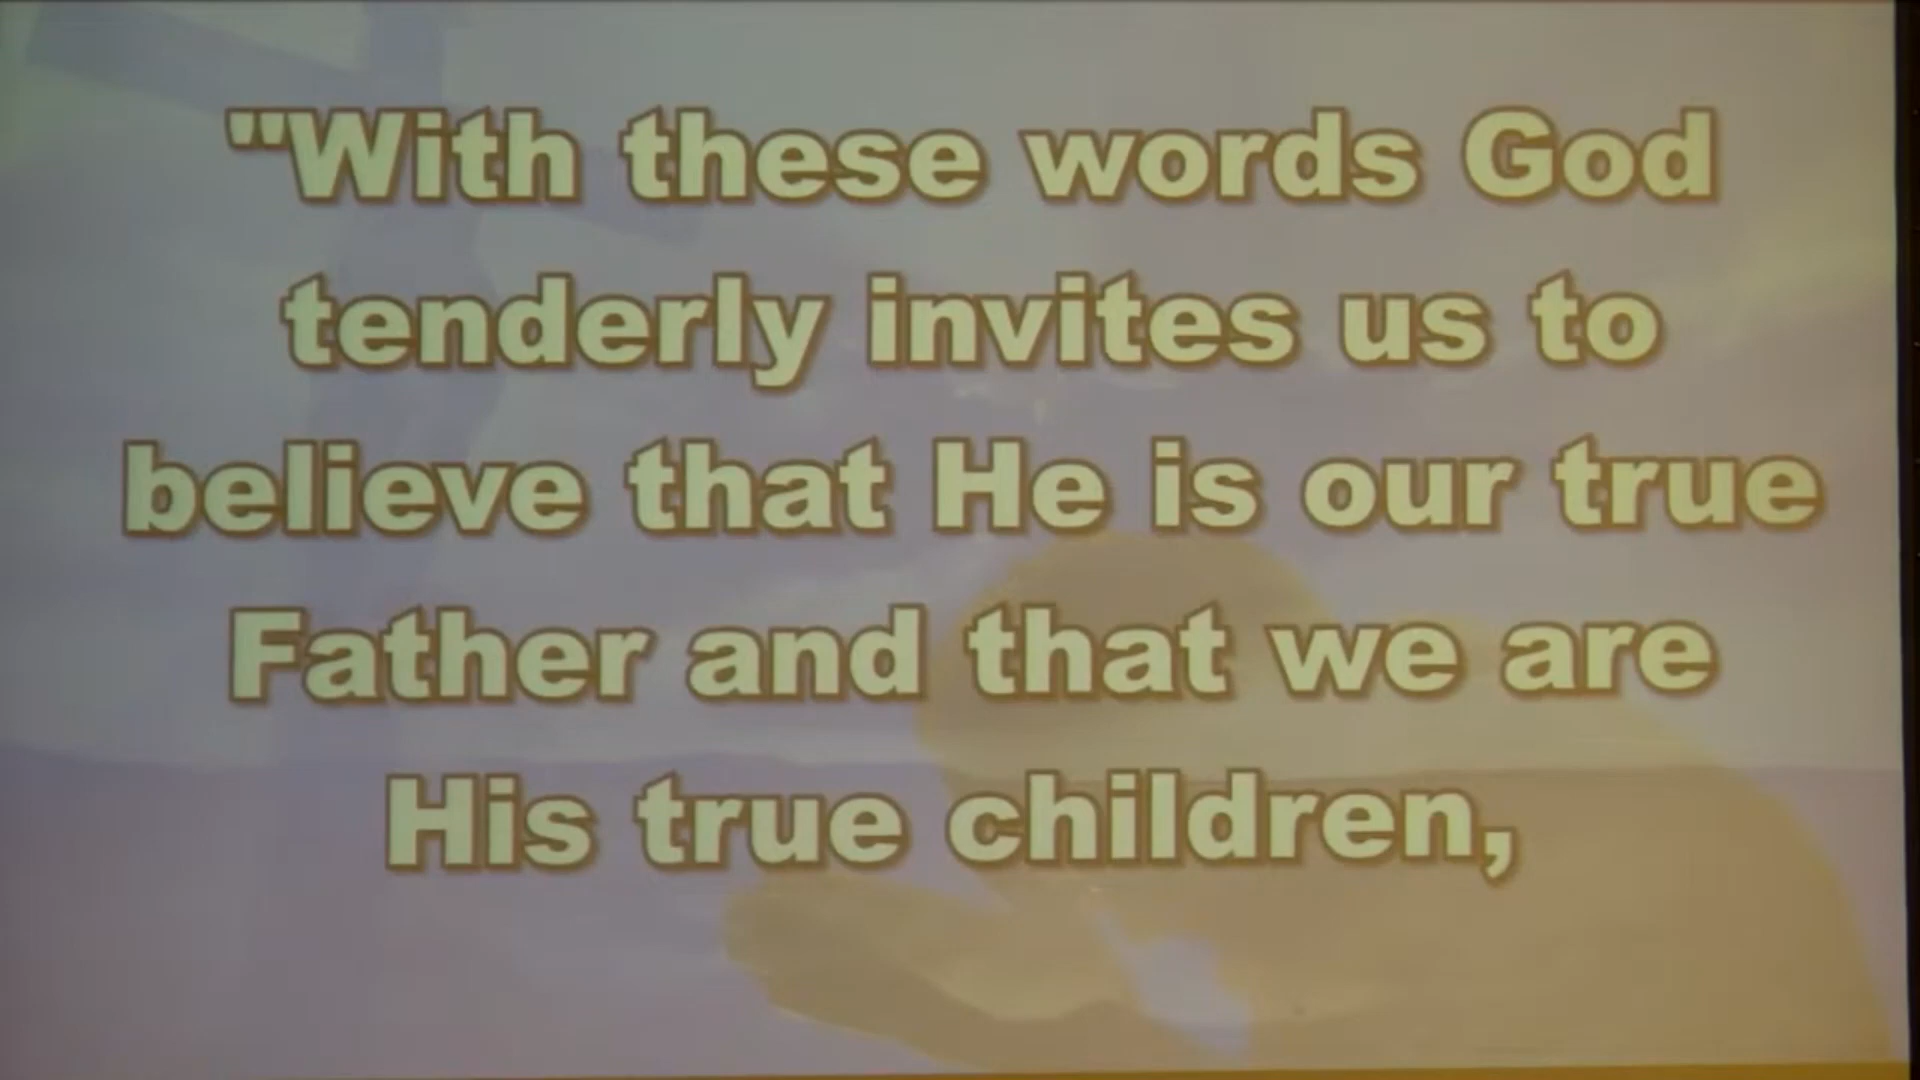 "With these words God
tenderly invites us to
believe that He is our true
Father and that we are
His true children,